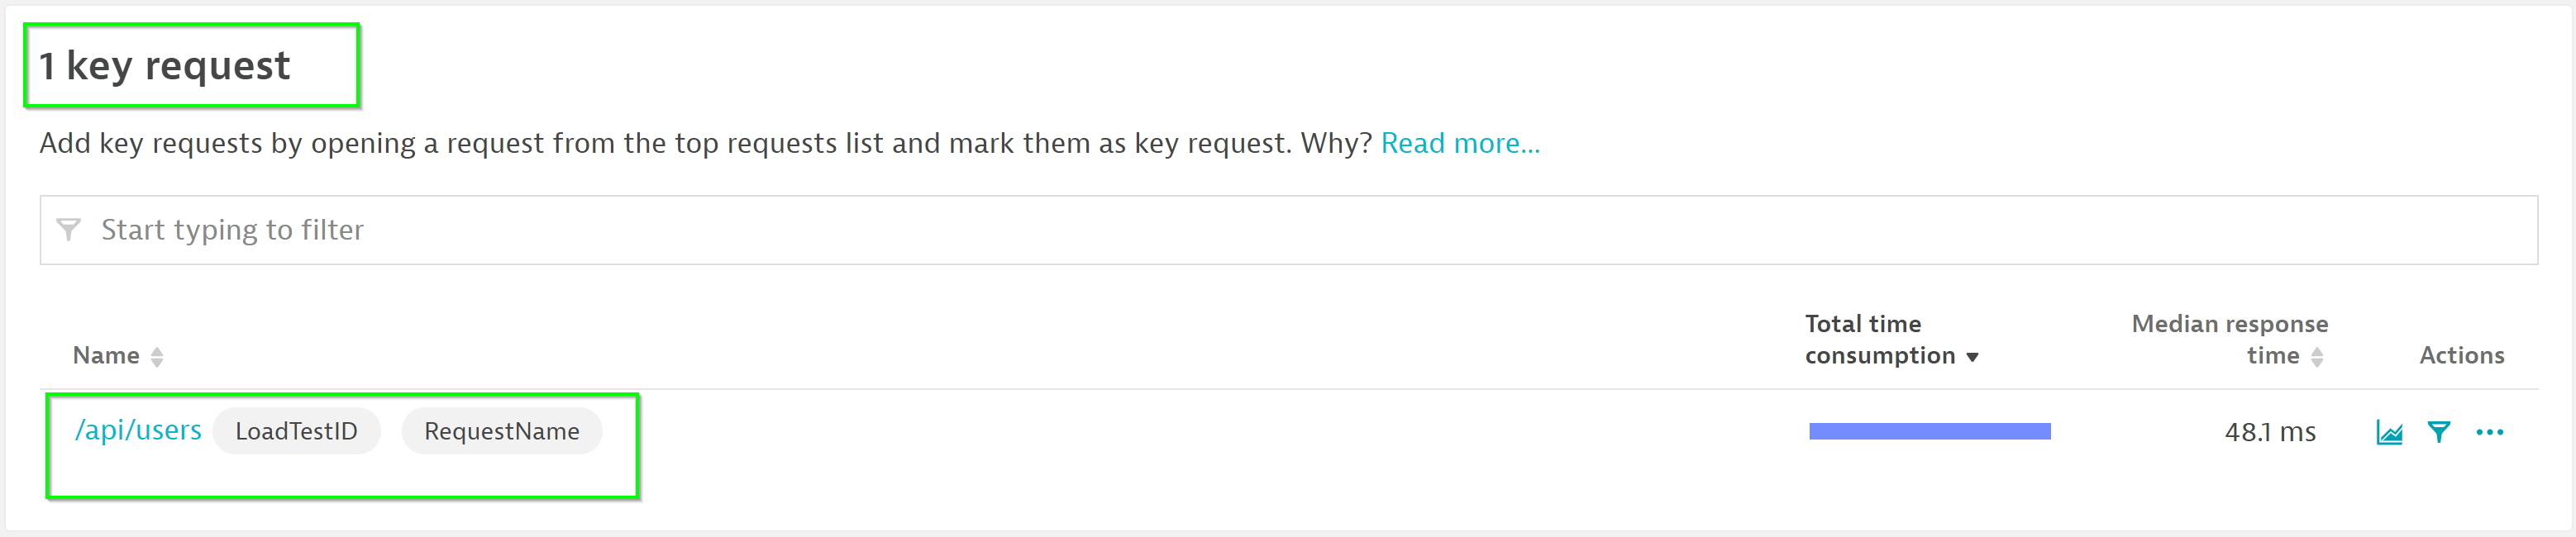 1 key request
Add key requests by opening a request from the top requests list and mark them as key request. Why? Read more...
Start typing to filter
Name
Total time consumption
Median response time
Actions
/api/users LoadTestID RequestName 48.1 ms